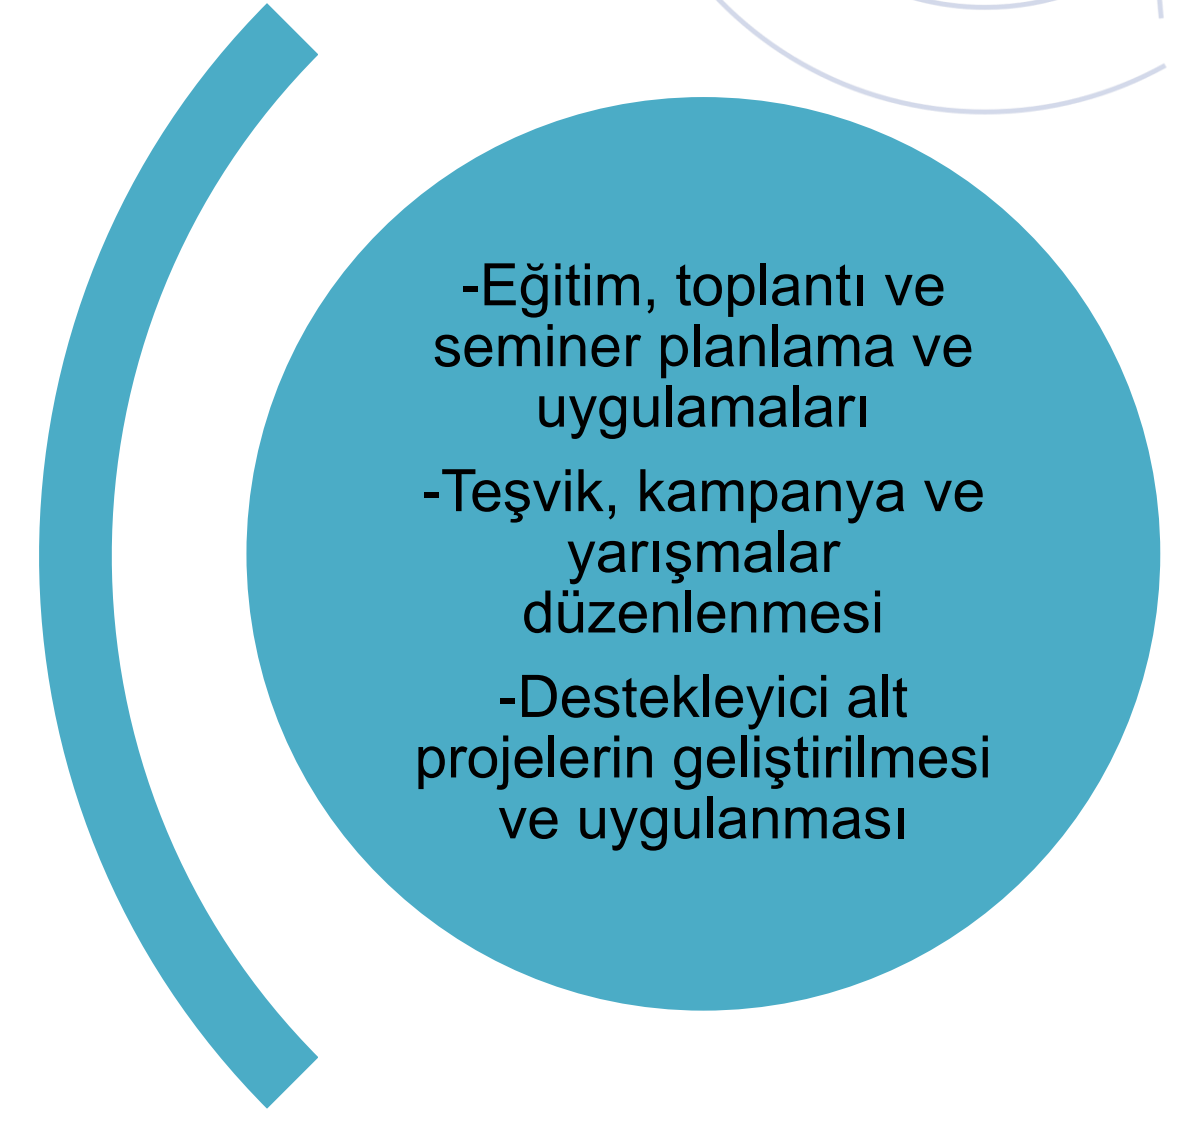 -Eğitim, toplantı ve
seminer planlama ve
uygulamaları
-Teşvik, kampanya ve
yarışmalar
düzenlenmesi
-Destekleyici alt
projelerin geliştirilmesi
ve uygulanması